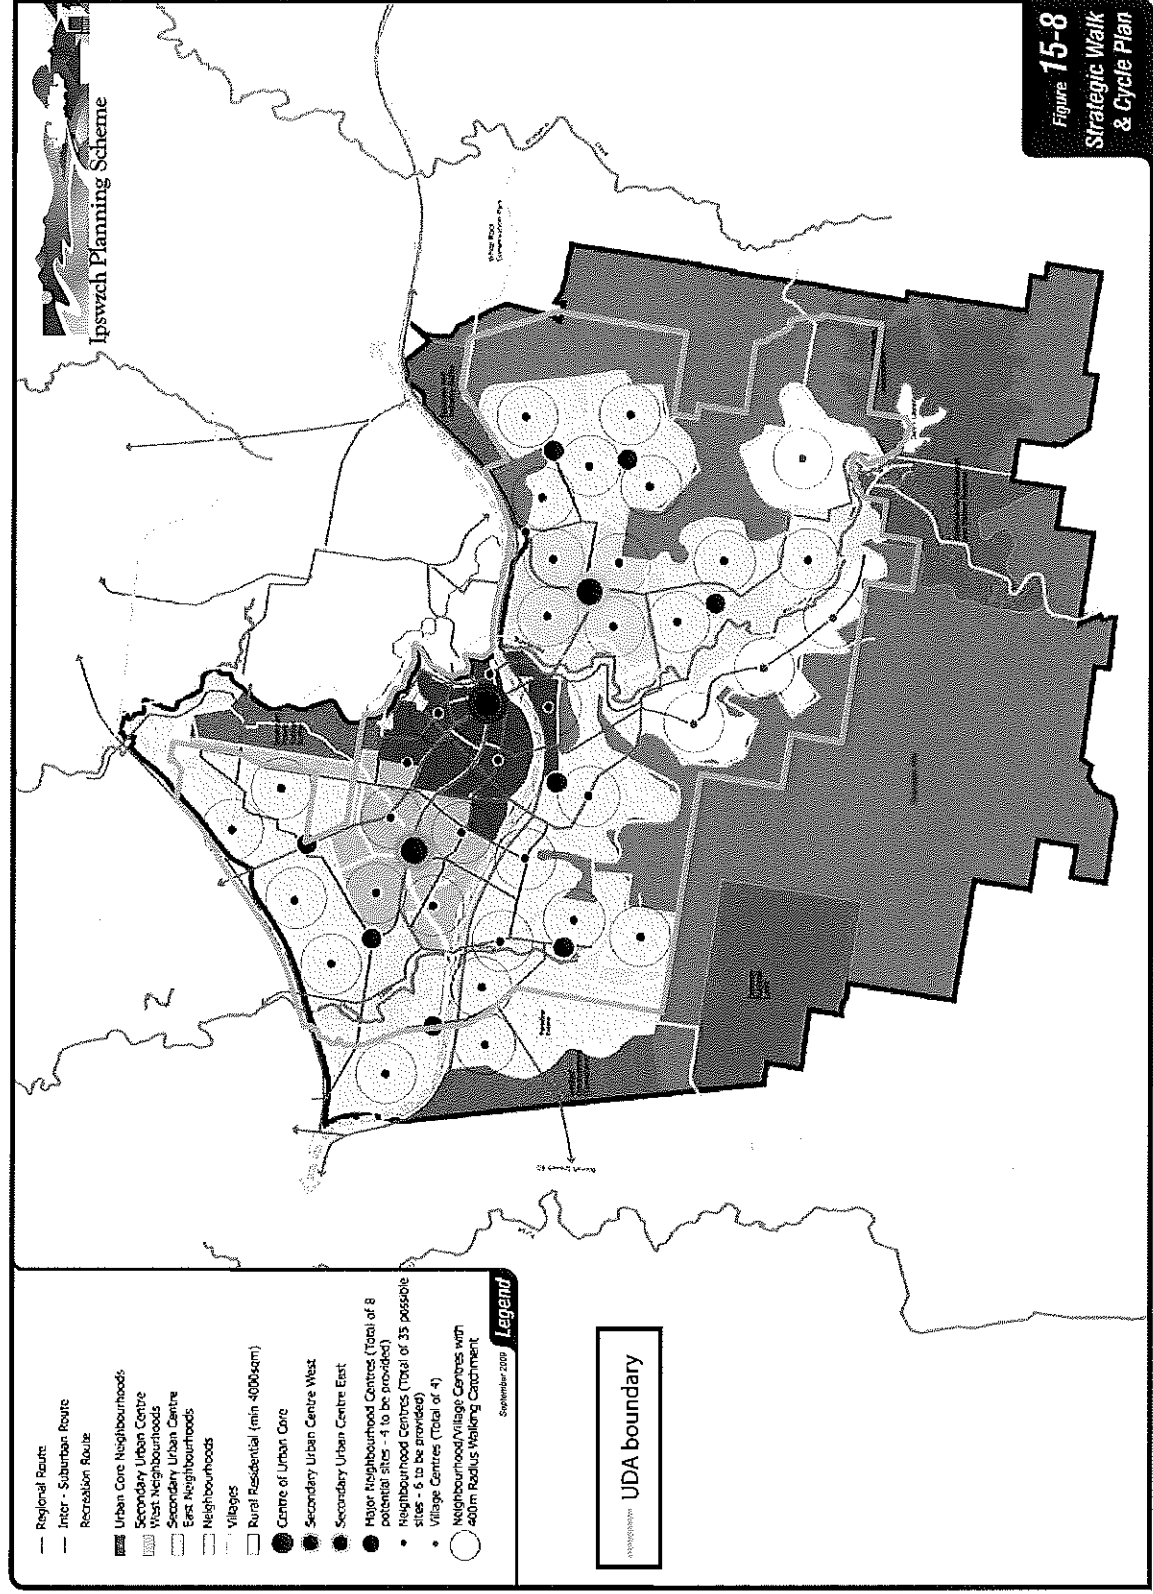 Ipswzch Planning Scheme
Figure 15-8
Strategic Walk
& Cycle Plan
Regional Route
Inter - Suburban Route
Recreation Route
Urban Core Neighbourhoods
Secondary Urban Centre
West Neighbourhoods
Secondary Urban Centre
East Neighbourhoods
Neighbourhoods
Villages
Rural Residential (min 4000sqm)
Centre of Urban Core
Secondary Urban Centre West
Secondary Urban Centre East
Major Neighbourhood Centres (Total of 8
potential sites - 4 to be provided)
Neighbourhood Centres (Total of 35 possible
sites - 6 to be provided)
Village Centres (Total of 4)
Neighbourhood/Village Centres with
400m Radius Walking Catchment
September 2009
Legend
UDA boundary
N